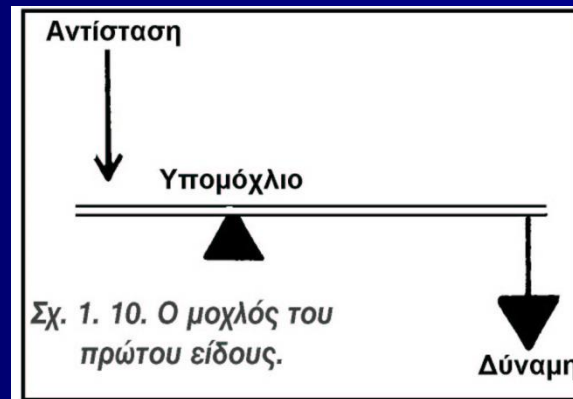 Αντίσταση
Υπομόχλιο
Σχ. 1. 10. Ο μοχλός του
πρώτου είδους.
Δύναμη